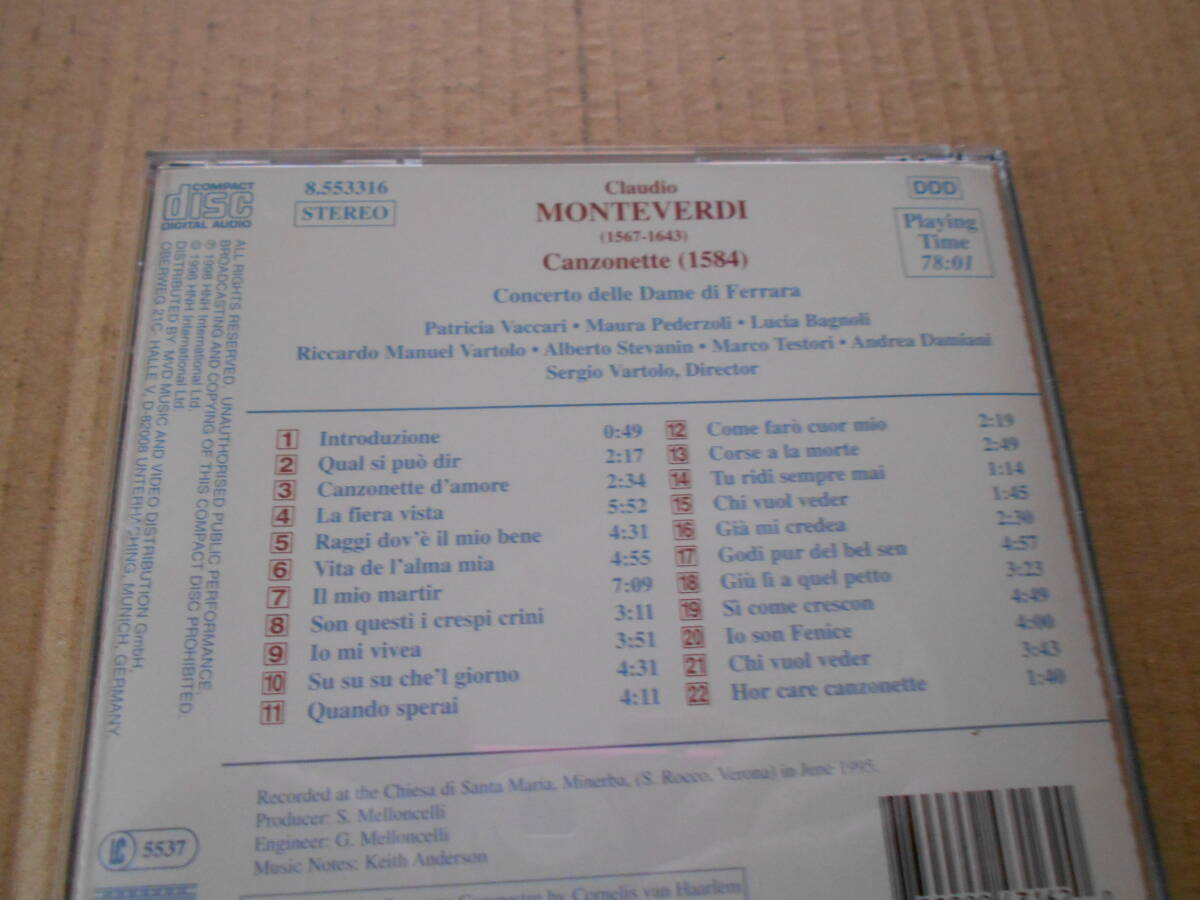 COMPACT
disc
DIGITAL AUDIO
8.553316
STEREO
Claudio
MONTEVERDI
(1567-1643)
Canzonette (1584)
DDD
Playing
Time
78:01
Concerto delle Dame di Ferrara
Patricia Vaccari • Maura Pederzoli • Lucia Bagnoli
Riccardo Manuel Vartolo • Alberto Stevanin • Marco Testori • Andrea Damiani
Sergio Vartolo, Director
1 Introduzione 0:49
2 Qual si può dir 2:17
3 Canzonette d'amore 2:34
4 La fiera vista 5:52
5 Raggi dov'è il mio bene 4:31
6 Vita de l'alma mia 4:55
7 Il mio martir 7:09
8 Son questi i crespi crini 3:11
9 Io mi vivea 3:51
10 Su su su che'l giorno 4:31
11 Quando sperai 4:11
12 Come farò cuor mio 2:19
13 Corse a la morte 2:49
14 Tu ridi sempre mai 1:14
15 Chi vuol veder 1:45
16 Già mi credea 2:30
17 Godi pur del bel sen 4:57
18 Giù lì a quel petto 3:23
19 Sì come crescon 4:49
20 Io son Fenice 4:00
21 Chi vuol veder 3:43
22 Hor care canzonette 1:40
Recorded at the Chiesa di Santa Maria, Minerba, (S. Rocco, Verona) in June 1995.
Producer: S. Melloncelli
Engineer: G. Melloncelli
Music Notes: Keith Anderson
by Cornelis van Haarlem
LC 5537
ALL RIGHTS RESERVED. UNAUTHORISED PUBLIC PERFORMANCE,
BROADCASTING AND COPYING OF THIS COMPACT DISC PROHIBITED.
℗ 1998 HNH International Ltd.
© 1998 HNH International Ltd.
DISTRIBUTED BY: MVD MUSIC AND VIDEO DISTRIBUTION GmbH,
OBERWEG 21C- HALLE V, D-82008 UNTERHACHING, MUNICH, GERMANY